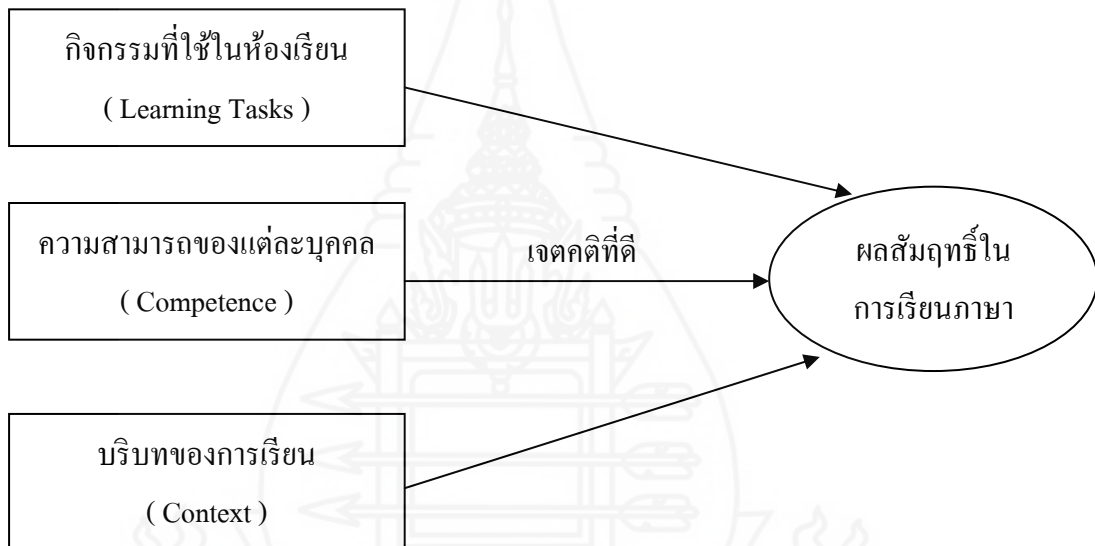 กิจกรรมที่ใช้ในห้องเรียน
( Learning Tasks )
ความสามารถของแต่ละบุคคล
( Competence )
เจตคติที่ดี
ผลสัมฤทธิ์ใน
การเรียนภาษา
บริบทของการเรียน
( Context )